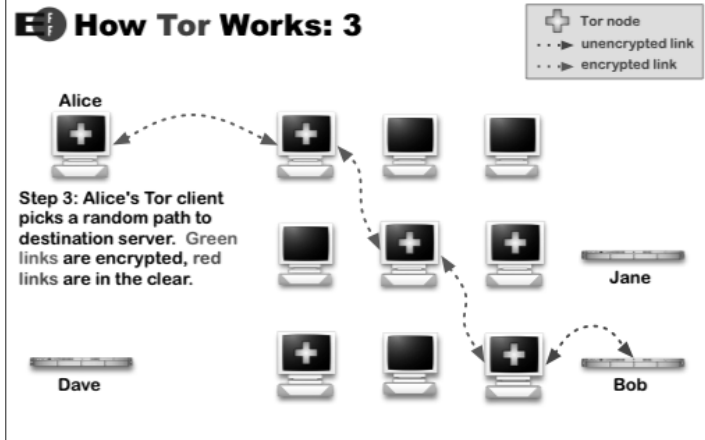 EFF How Tor Works: 3
Tor node
unencrypted link
encrypted link
Alice
Step 3: Alice's Tor client
picks a random path to
destination server. Green
links are encrypted, red
links are in the clear.
Jane
Dave
Bob